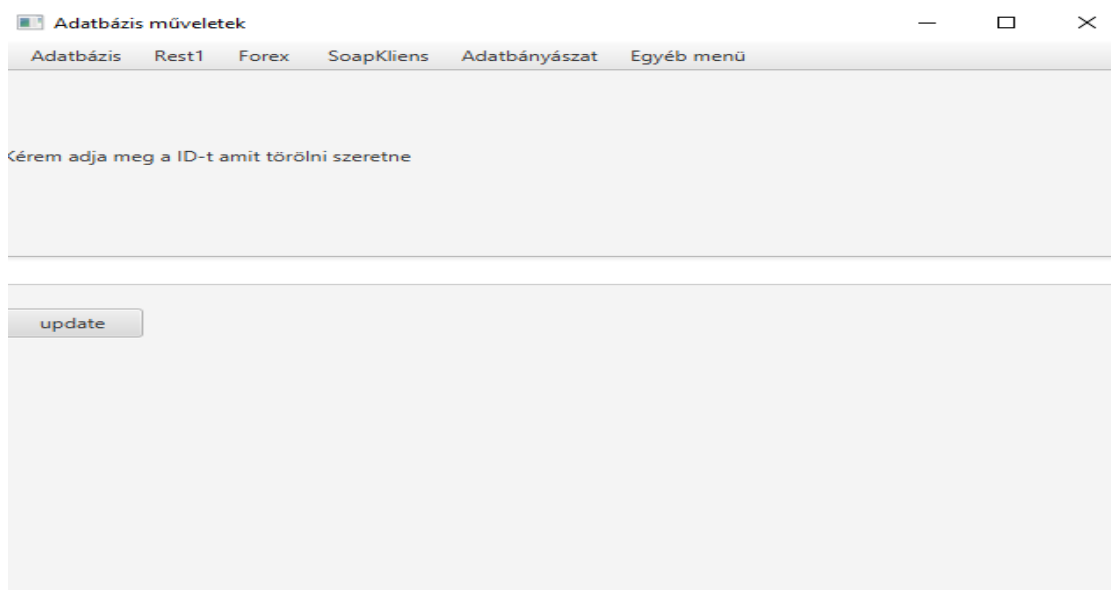 Adatbázis műveletek
Adatbázis Rest1 Forex SoapKliens Adatbányászat Egyéb menü
Kérem adja meg a ID-t amit törölni szeretne
update